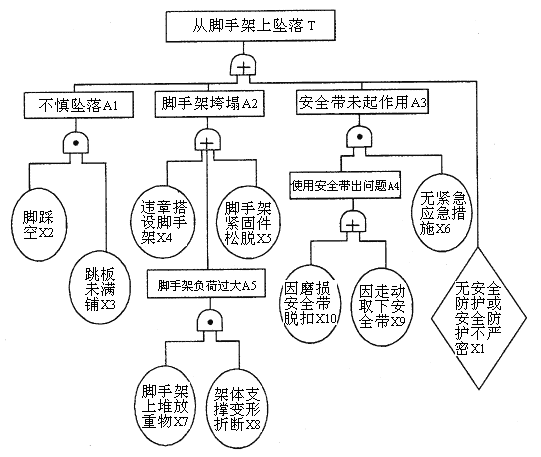 从脚手架上坠落T
不慎坠落A1
脚手架垮塌A2
安全带未起作用A3
脚踩
空X2
跳板
未满
铺X3
违童搭
设脚手
架X4
脚手架
紧固件
松脱X5
使用安全带出问题A4
无紧急
应急措
施X6
脚手架负荷过大A5
因磨损
安全带
脱扣X10
因走动
取下安
全带X9
无安全
防护或
安全防
护不严
密X1
脚手架
上堆放
重物X7
架体支
撑变形
折断X8